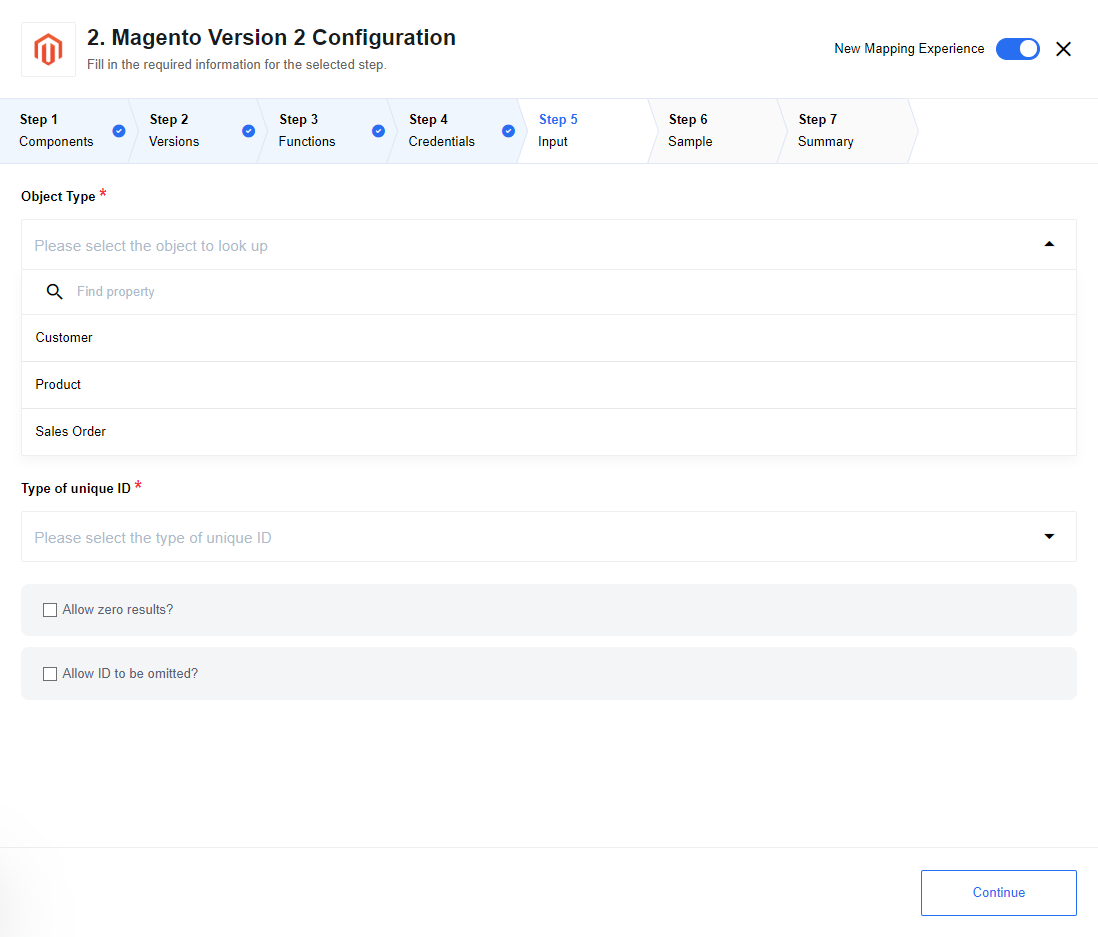 2. Magento Version 2 Configuration
Fill in the required information for the selected step.
New Mapping Experience
Step 1
Components
Step 2
Versions
Step 3
Functions
Step 4
Credentials
Step 5
Input
Step 6
Sample
Step 7
Summary
Object Type *
Please select the object to look up
Find property
Customer
Product
Sales Order
Type of unique ID *
Please select the type of unique ID
Allow zero results?
Allow ID to be omitted?
Continue